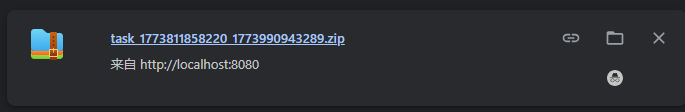 task_1773811858220_1773990943289.zip
来自 http://localhost:8080